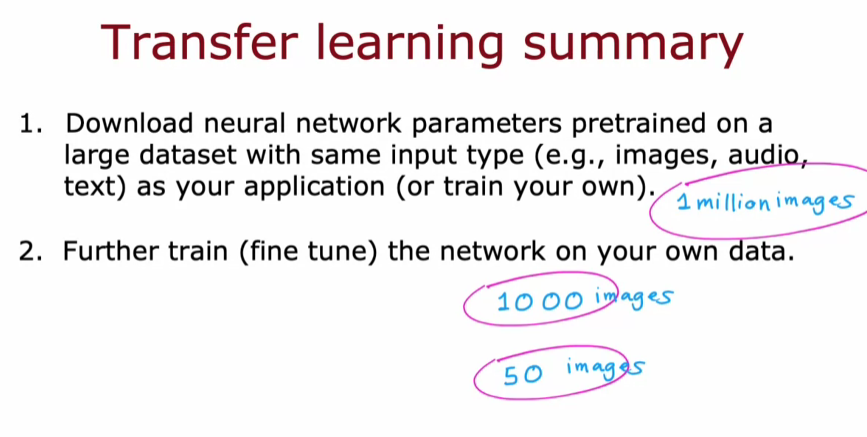 Transfer learning summary
1. Download neural network parameters pretrained on a
large dataset with same input type (e.g., images, audio,
text) as your application (or train your own).
1 million images
2. Further train (fine tune) the network on your own data.
1000 images
50 images